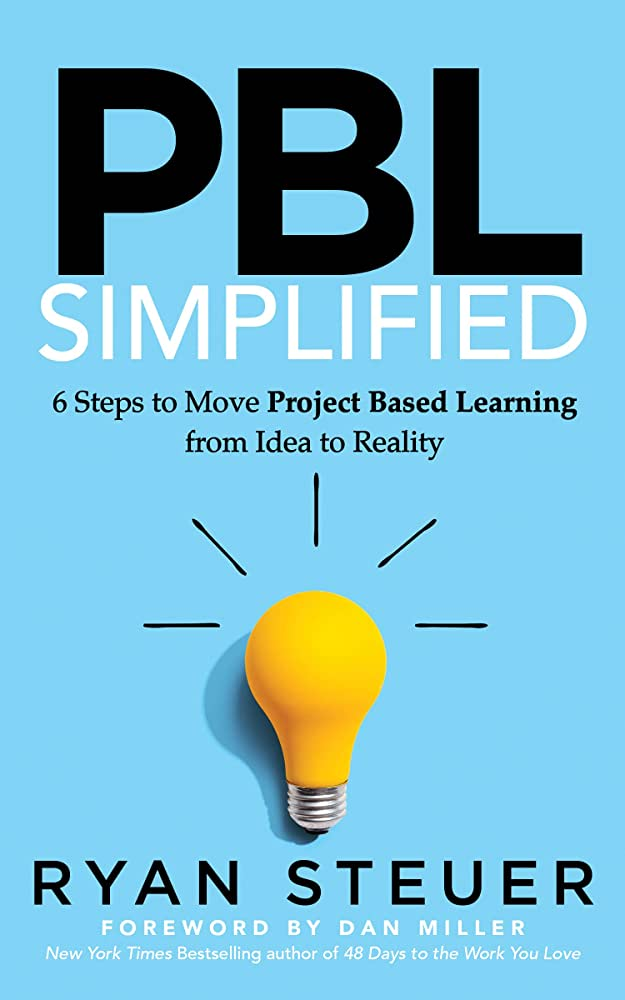 PBL
SIMPLIFIED
6 Steps to Move Project Based Learning
from Idea to Reality
RYAN STEUER
FOREWORD BY DAN MILLER
New York Times Bestselling author of 48 Days to the Work You Love